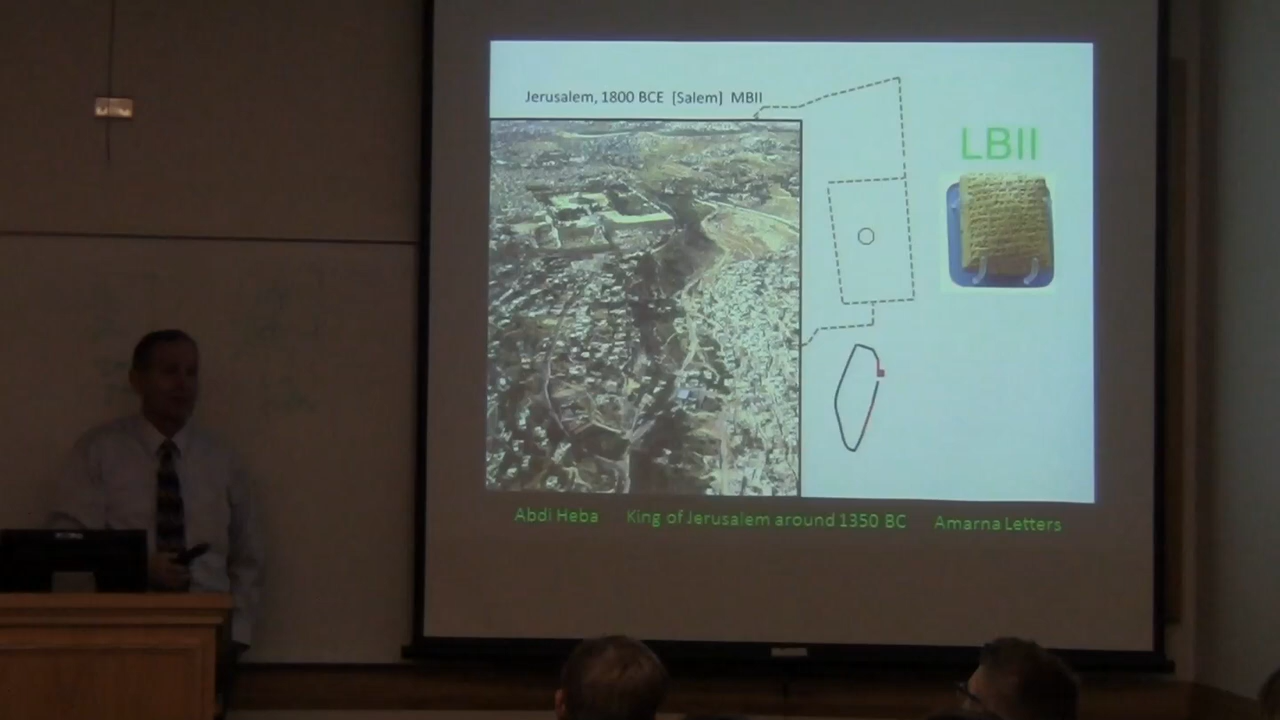 Jerusalem, 1800 BCE [Salem] MBII
LBII
Abdi Heba King of Jerusalem around 1350 BC Amarna Letters